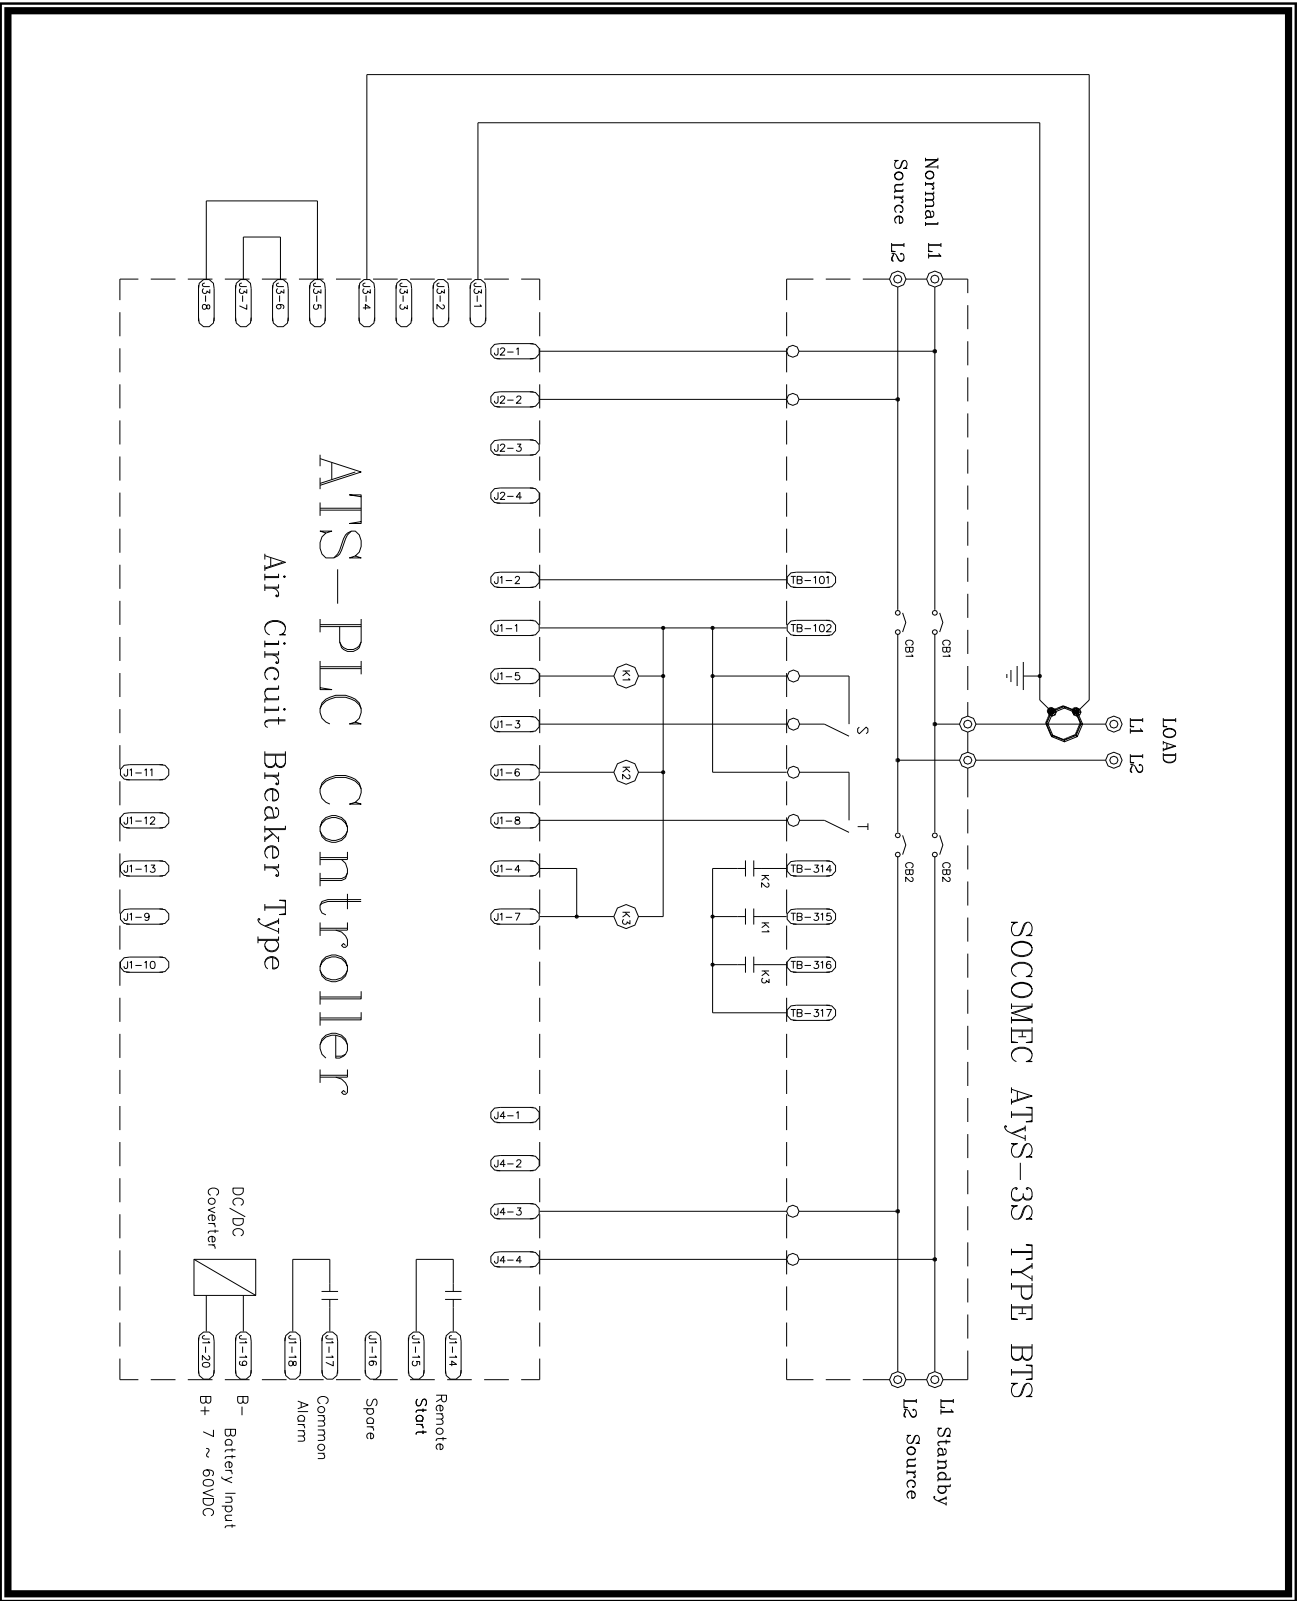 LOAD
L1 L2
SOCOMEC ATyS-3S TYPE BTS
Normal L1
Source L2
L1 Standby
L2 Source
CB1
CB1
CB2
CB2
S
T
TB-101
TB-102
TB-314
TB-315
TB-316
TB-317
K2
K1
K3
K1
K2
K3
J2-1
J2-2
J2-3
J2-4
J1-2
J1-1
J1-5
J1-3
J1-6
J1-8
J1-4
J1-7
J4-1
J4-2
J4-3
J4-4
J3-1
J3-2
J3-3
J3-4
J3-5
J3-6
J3-7
J3-8
ATS-PLC Controller
Air Circuit Breaker Type
J1-14
J1-15
J1-16
J1-17
J1-18
J1-19
J1-20
Remote
Start
Spare
Common
Alarm
DC/DC
Coverter
B- Battery Input
B+ 7 ~ 60VDC
J1-11
J1-12
J1-13
J1-9
J1-10